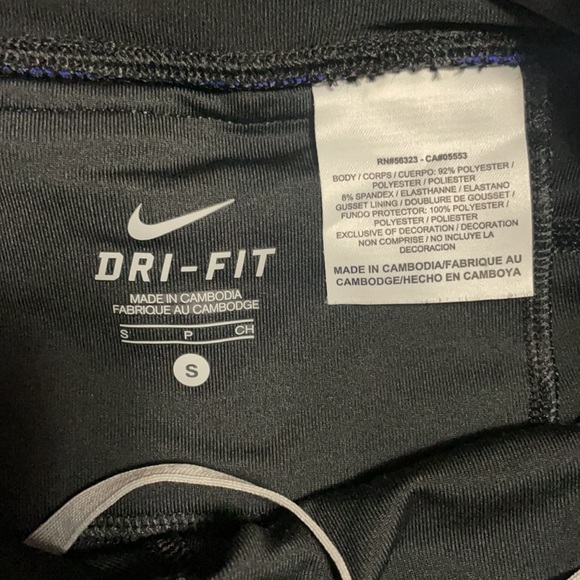 DRI-FIT
MADE IN CAMBODIA
FABRIQUE AU CAMBODGE
S P CH
S
RN#56323 - CA#05553
BODY / CORPS / CUERPO: 92% POLYESTER /
POLYESTER / POLIESTER
8% SPANDEX / ELASTHANNE / ELASTANO
GUSSET LINING / DOUBLURE DE GOUSSET /
FUNDO PROTECTOR: 100% POLYESTER /
POLYESTER / POLIESTER
EXCLUSIVE OF DECORATION / DECORATION
NON COMPRISE / NO INCLUYE LA
DECORACION
MADE IN CAMBODIA/FABRIQUE AU
CAMBODGE/HECHO EN CAMBOYA